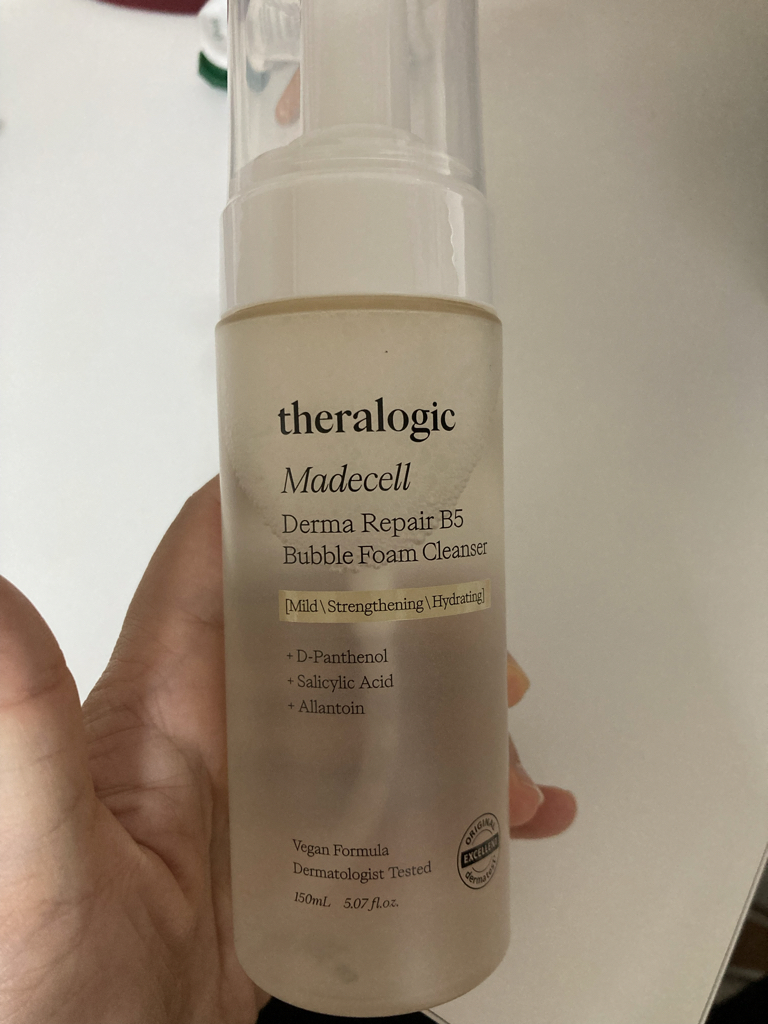 theralogic
Madecell
Derma Repair B5
Bubble Foam Cleanser
[Mild \ Strengthening \ Hydrating]
+ D-Panthenol
+ Salicylic Acid
+ Allantoin
Vegan Formula
Dermatologist Tested
150mL 5.07 fl.oz.
ORIGINAL
EXCELLENT